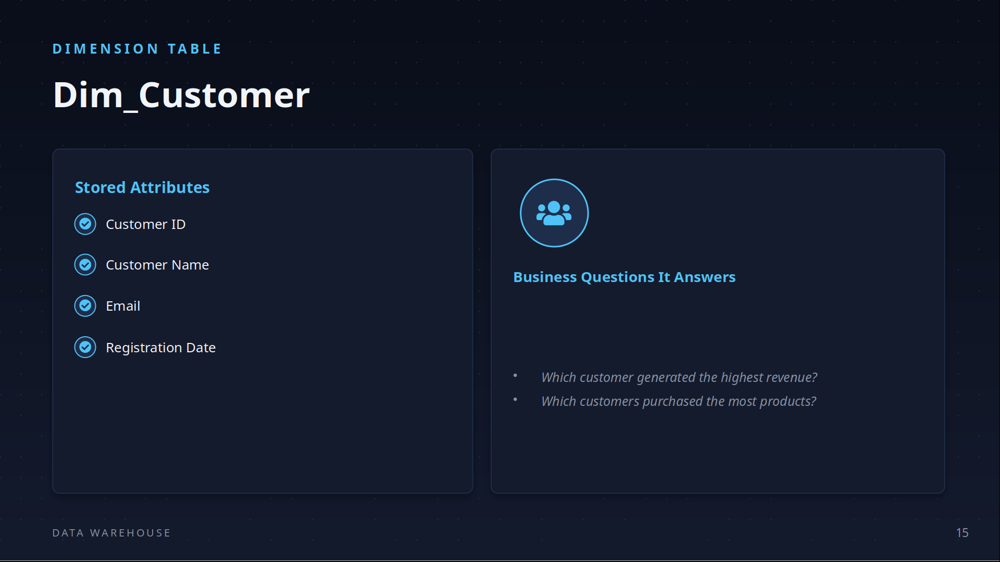 DIMENSION TABLE
Dim_Customer
Stored Attributes
Customer ID
Customer Name
Email
Registration Date
Business Questions It Answers
• Which customer generated the highest revenue?
• Which customers purchased the most products?
DATA WAREHOUSE
15